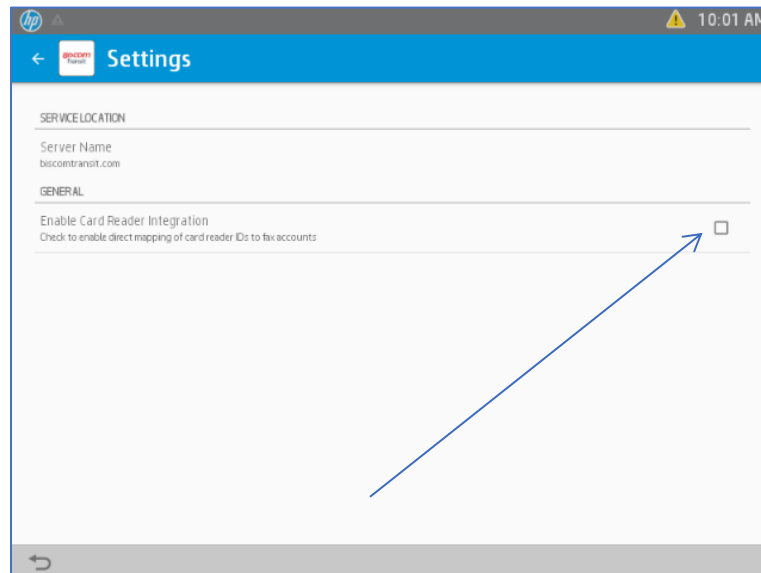 hp
10:01 AM
Settings
SERVICE LOCATION
Server Name
biscomtransit.com
GENERAL
Enable Card Reader Integration
Check to enable direct mapping of card reader IDs to fax accounts